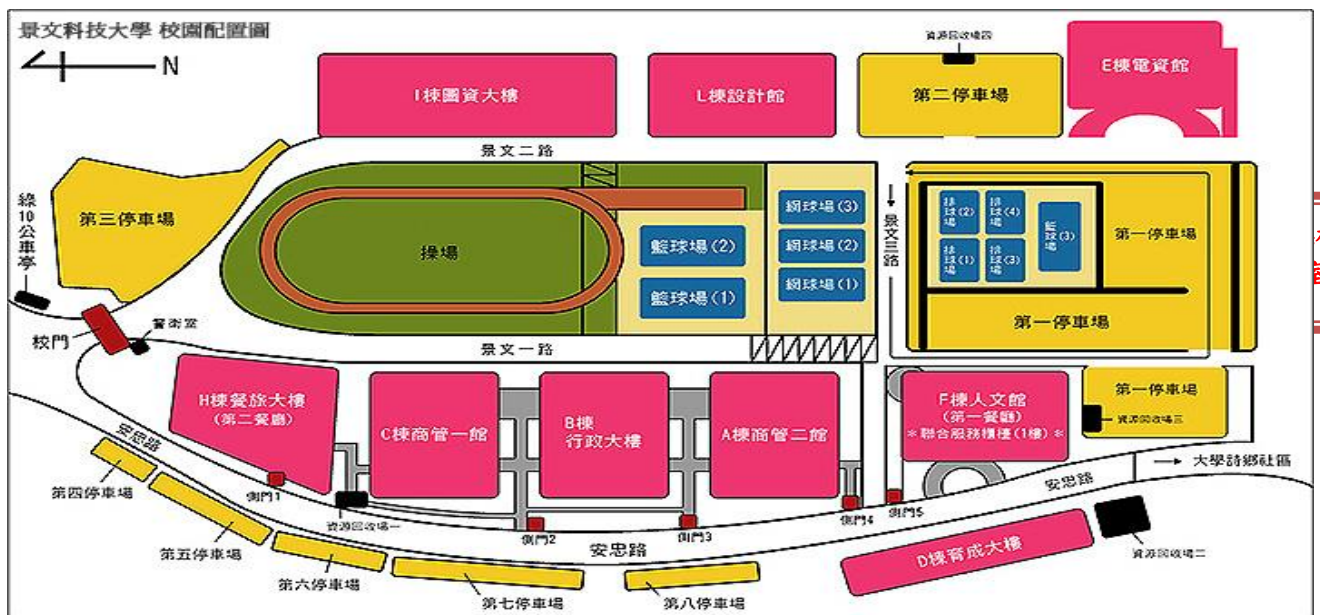 景文科技大學 校園配置圖
N
資源回收場四
I棟圖資大樓
L棟設計館
第二停車場
E棟電資館
景文二路
第三停車場
綠10公車亭
操場
籃球場(2)
籃球場(1)
網球場(3)
網球場(2)
網球場(1)
景文三路
排球場(2)
排球場(4)
籃球場(3)
排球場(1)
排球場(3)
第一停車場
第一停車場
校門
警衛室
景文一路
H棟餐旅大樓
(第二餐廳)
C棟商管一館
B棟
行政大樓
A棟商管二館
F棟人文館
(第一餐廳)
*聯合服務櫃檯(1樓)*
第一停車場
資源回收場三
安忠路
側門1
資源回收場一
側門2
側門3
側門4
側門5
安忠路
安忠路
大學詩鄉社區
第四停車場
第五停車場
第六停車場
第七停車場
第八停車場
D棟育成大樓
資源回收場二